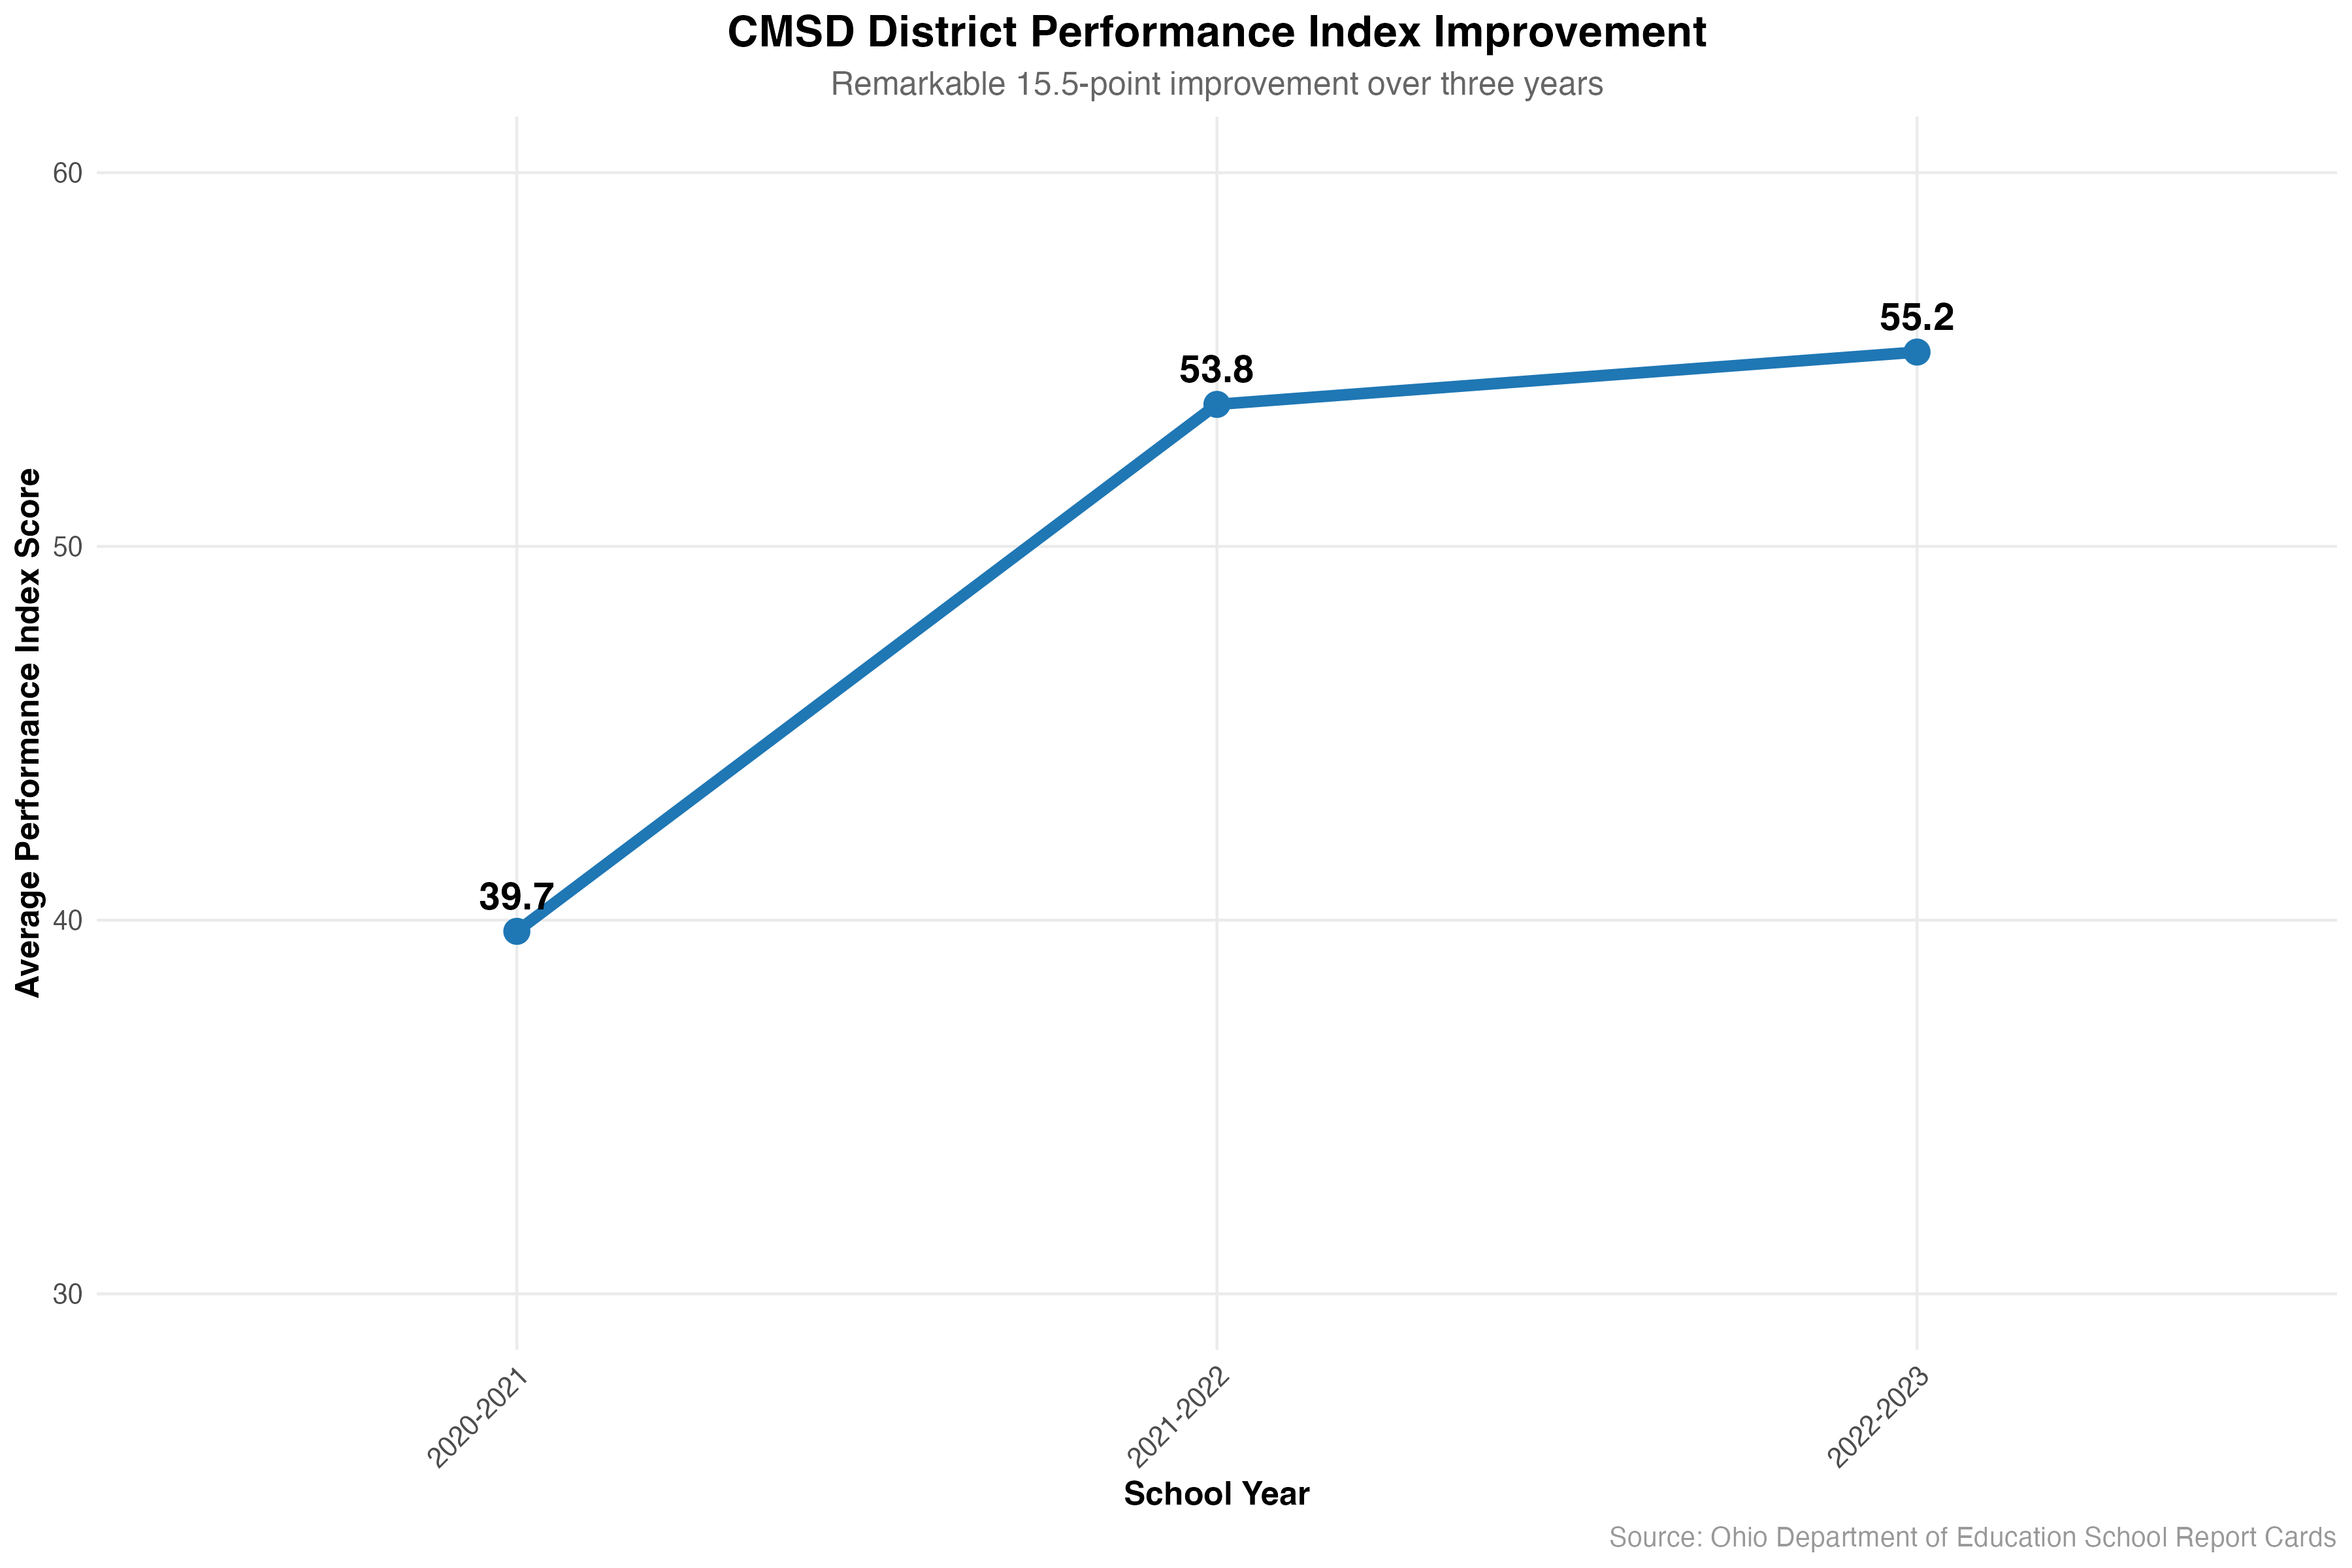 CMSD District Performance Index Improvement
Remarkable 15.5-point improvement over three years
Average Performance Index Score
60
50
40
30
39.7
53.8
55.2
2020-2021
2021-2022
2022-2023
School Year
Source: Ohio Department of Education School Report Cards